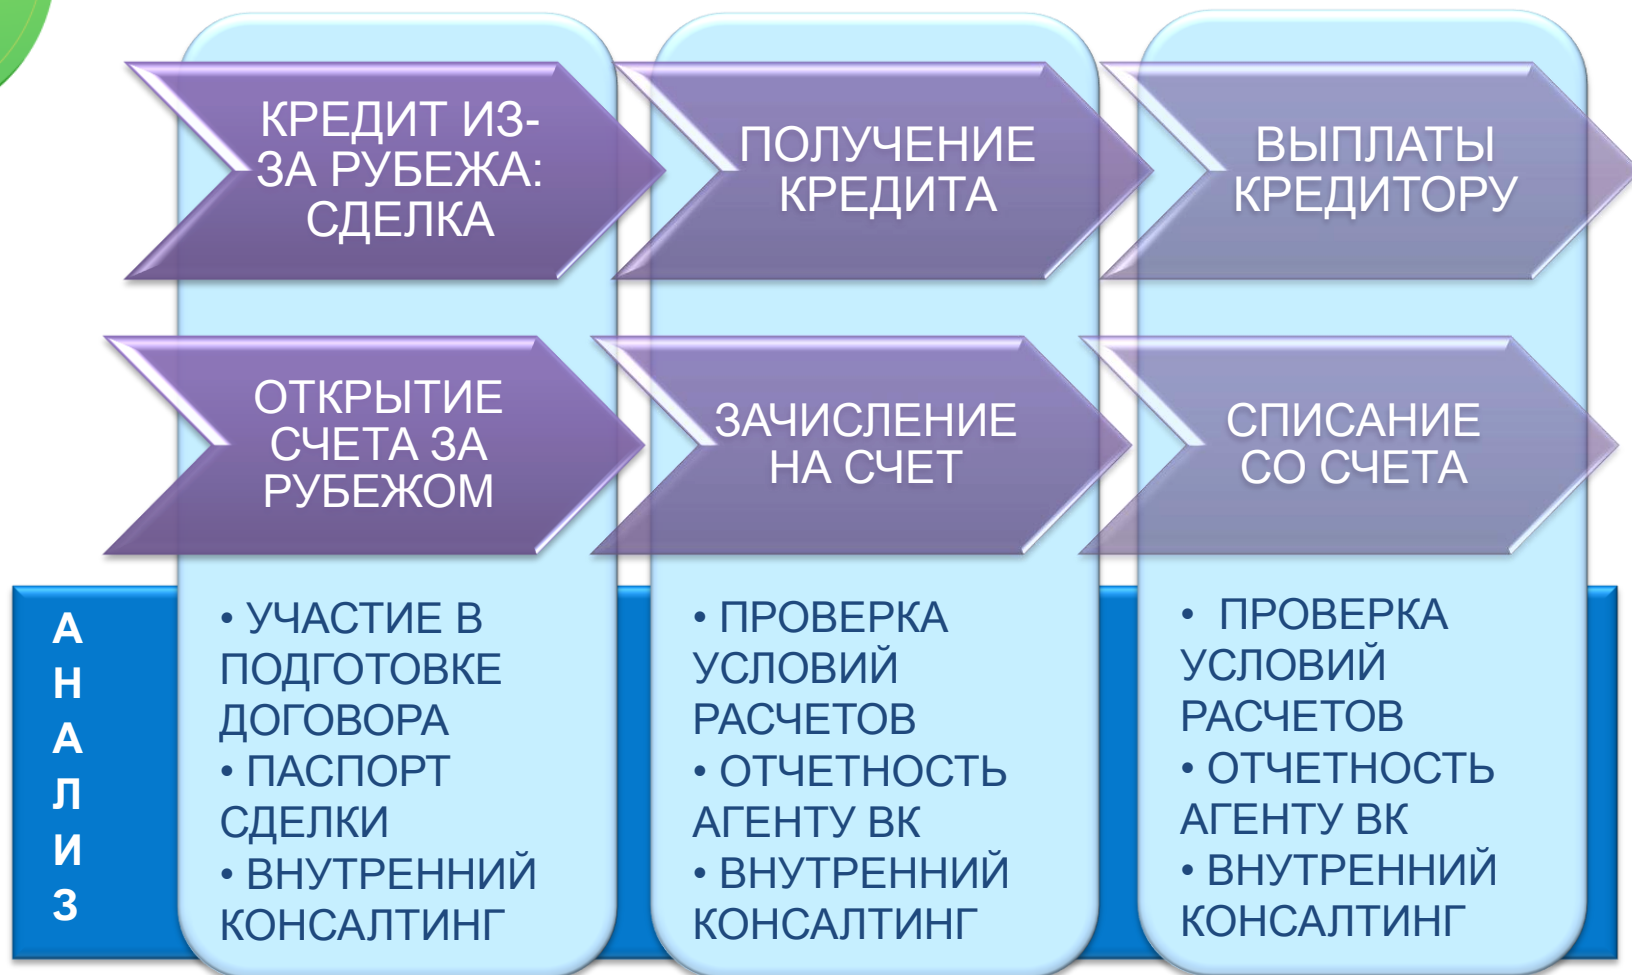 КРЕДИТ ИЗ-
ЗА РУБЕЖА:
СДЕЛКА
ПОЛУЧЕНИЕ
КРЕДИТА
ВЫПЛАТЫ
КРЕДИТОРУ
ОТКРЫТИЕ
СЧЕТА ЗА
РУБЕЖОМ
ЗАЧИСЛЕНИЕ
НА СЧЕТ
СПИСАНИЕ
СО СЧЕТА
АНАЛИЗ
• УЧАСТИЕ В
ПОДГОТОВКЕ
ДОГОВОРА
• ПАСПОРТ
СДЕЛКИ
• ВНУТРЕННИЙ
КОНСАЛТИНГ
• ПРОВЕРКА
УСЛОВИЙ
РАСЧЕТОВ
• ОТЧЕТНОСТЬ
АГЕНТУ ВК
• ВНУТРЕННИЙ
КОНСАЛТИНГ
• ПРОВЕРКА
УСЛОВИЙ
РАСЧЕТОВ
• ОТЧЕТНОСТЬ
АГЕНТУ ВК
• ВНУТРЕННИЙ
КОНСАЛТИНГ